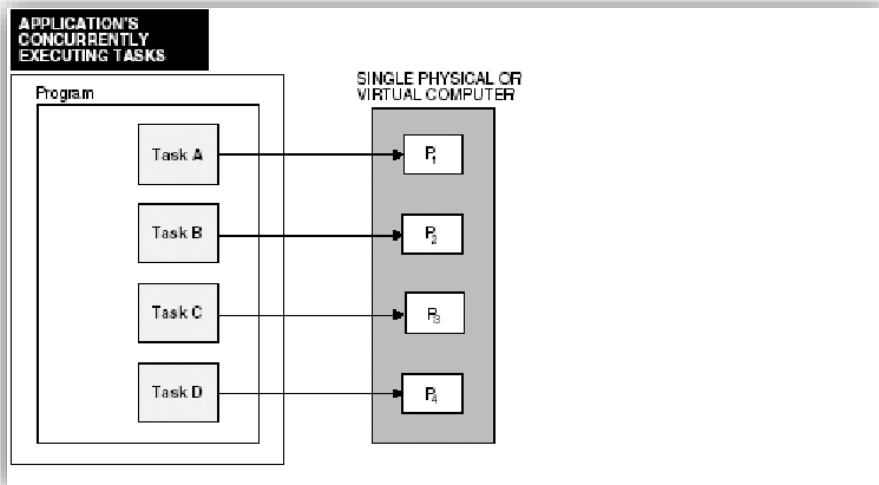 APPLICATION'S
CONCURRENTLY
EXECUTING TASKS
SINGLE PHYSICAL OR
VIRTUAL COMPUTER
Program
Task A
P1
Task B
P2
Task C
P3
Task D
P4